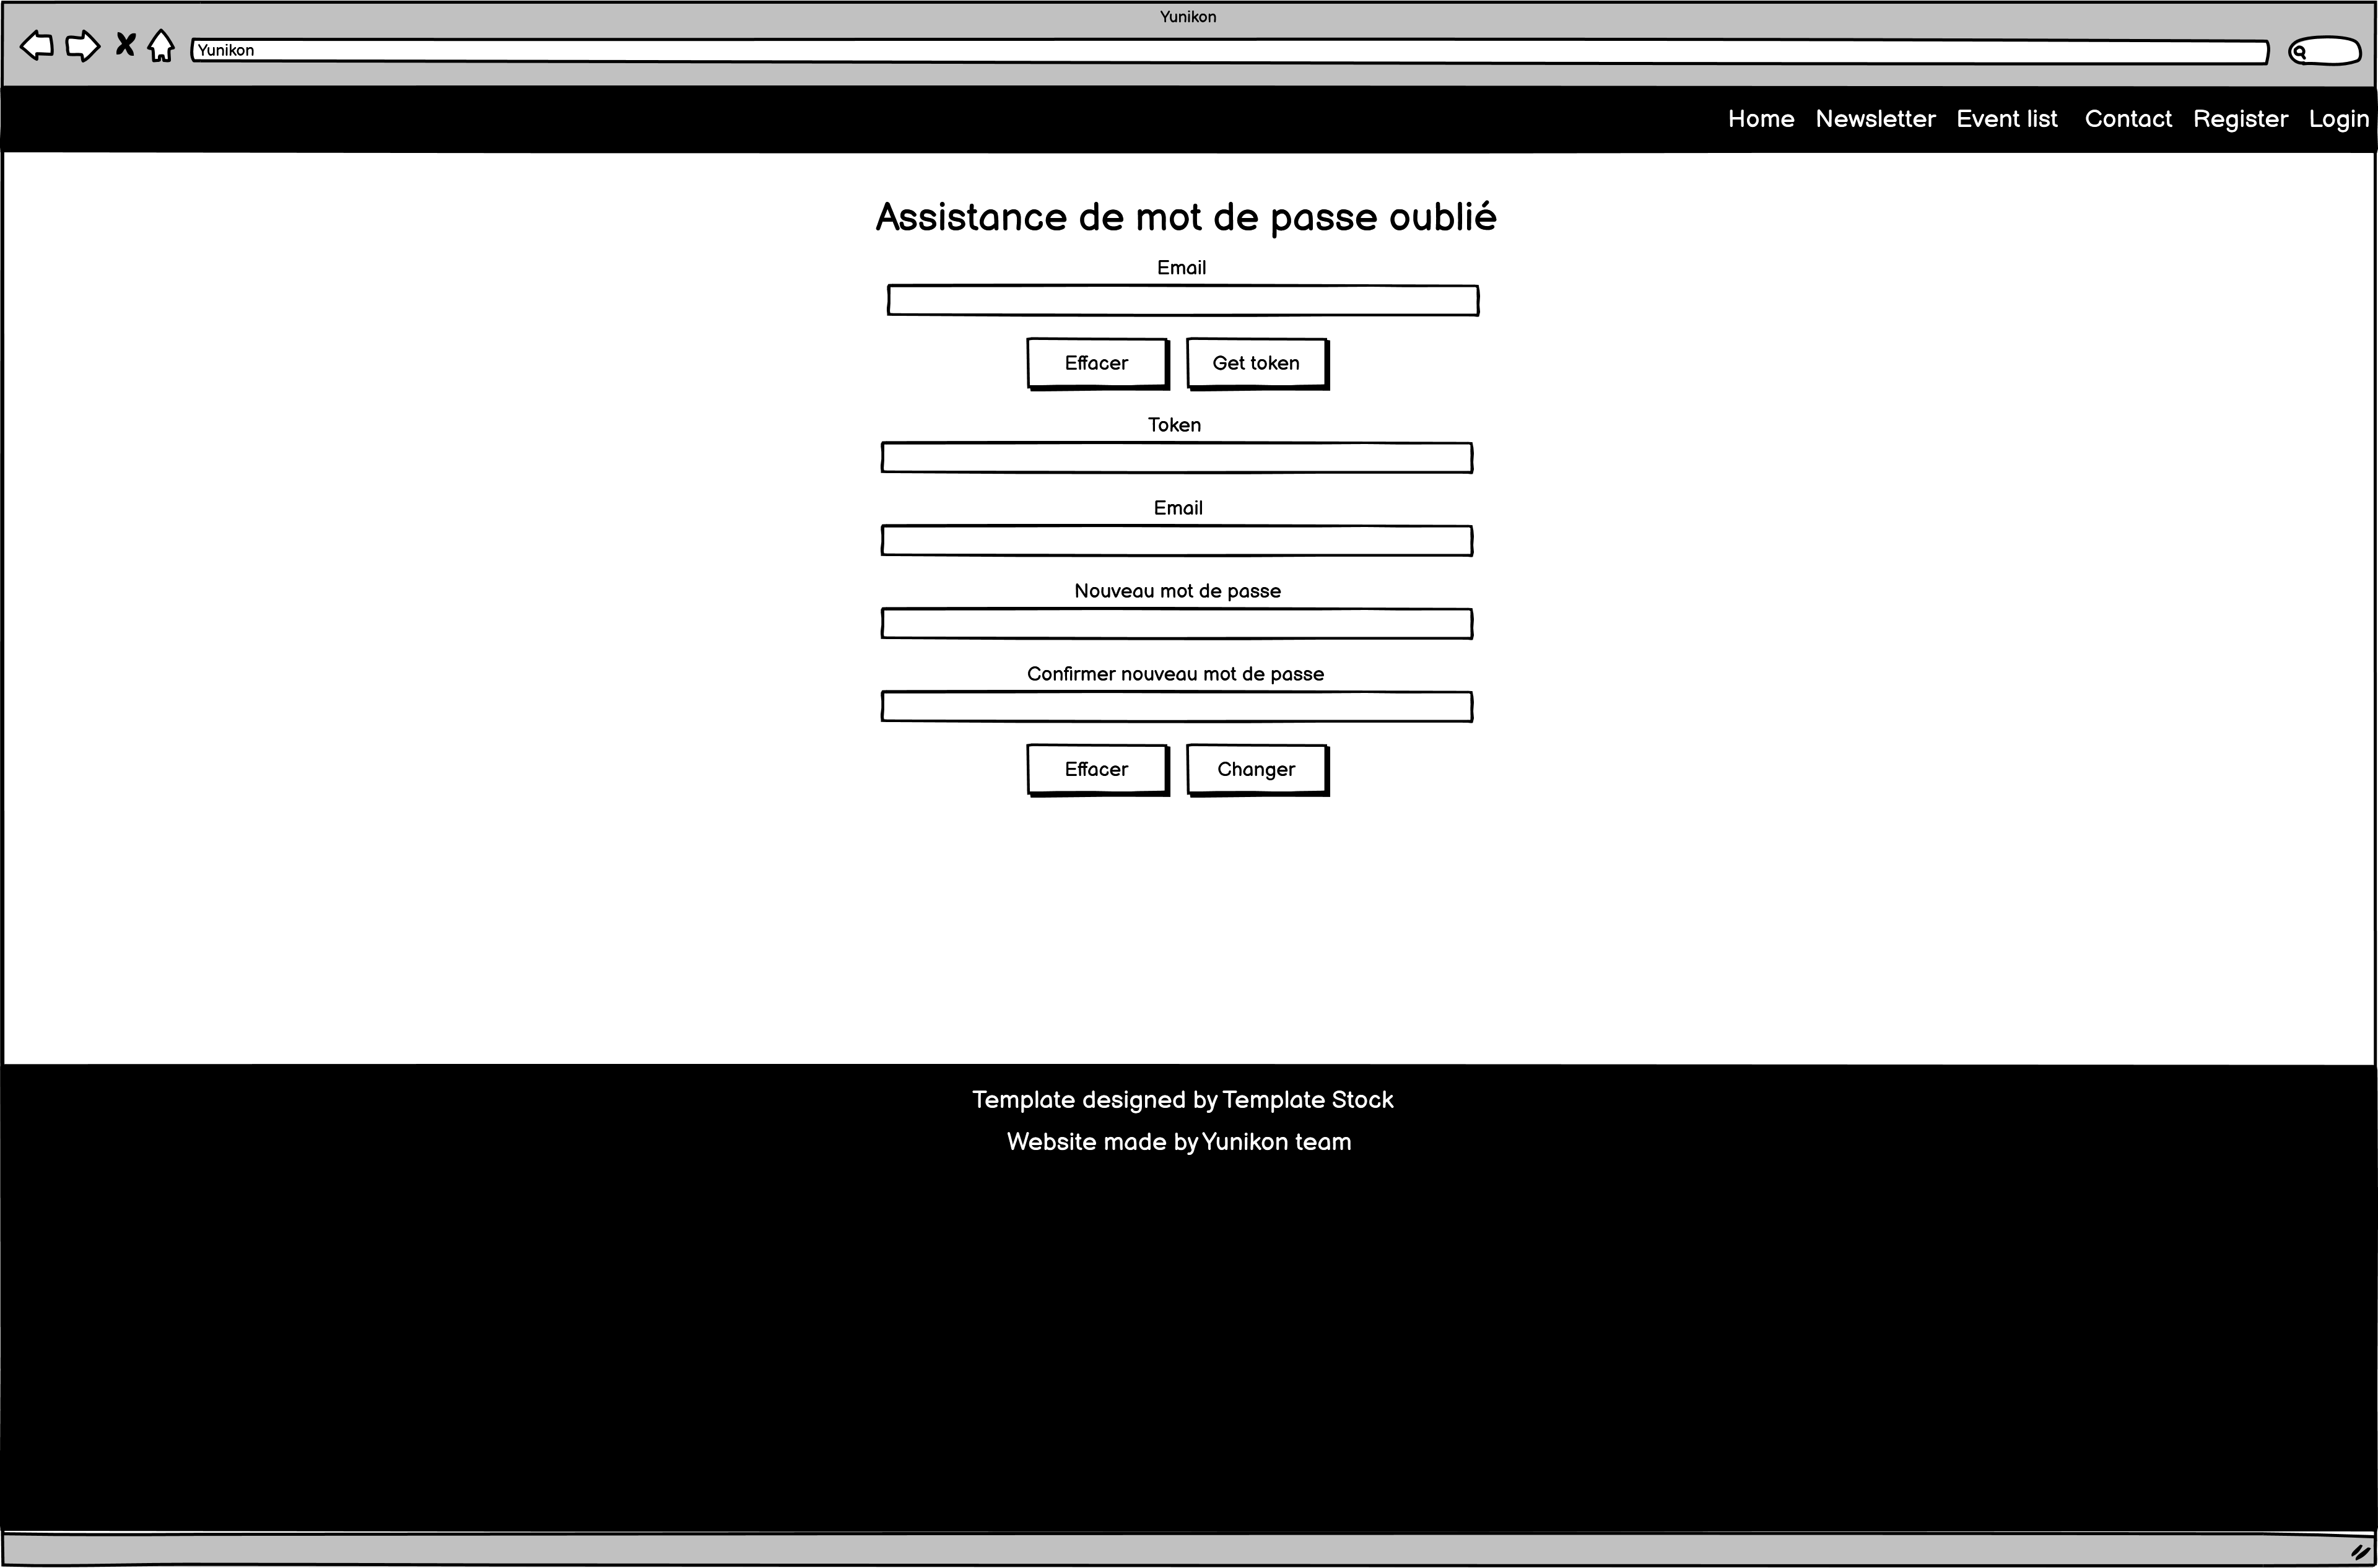 Yunikon
Yunikon
Home Newsletter Event list Contact Register Login
Assistance de mot de passe oublié
Email
Effacer Get token
Token
Email
Nouveau mot de passe
Confirmer nouveau mot de passe
Effacer Changer
Template designed by Template Stock
Website made by Yunikon team